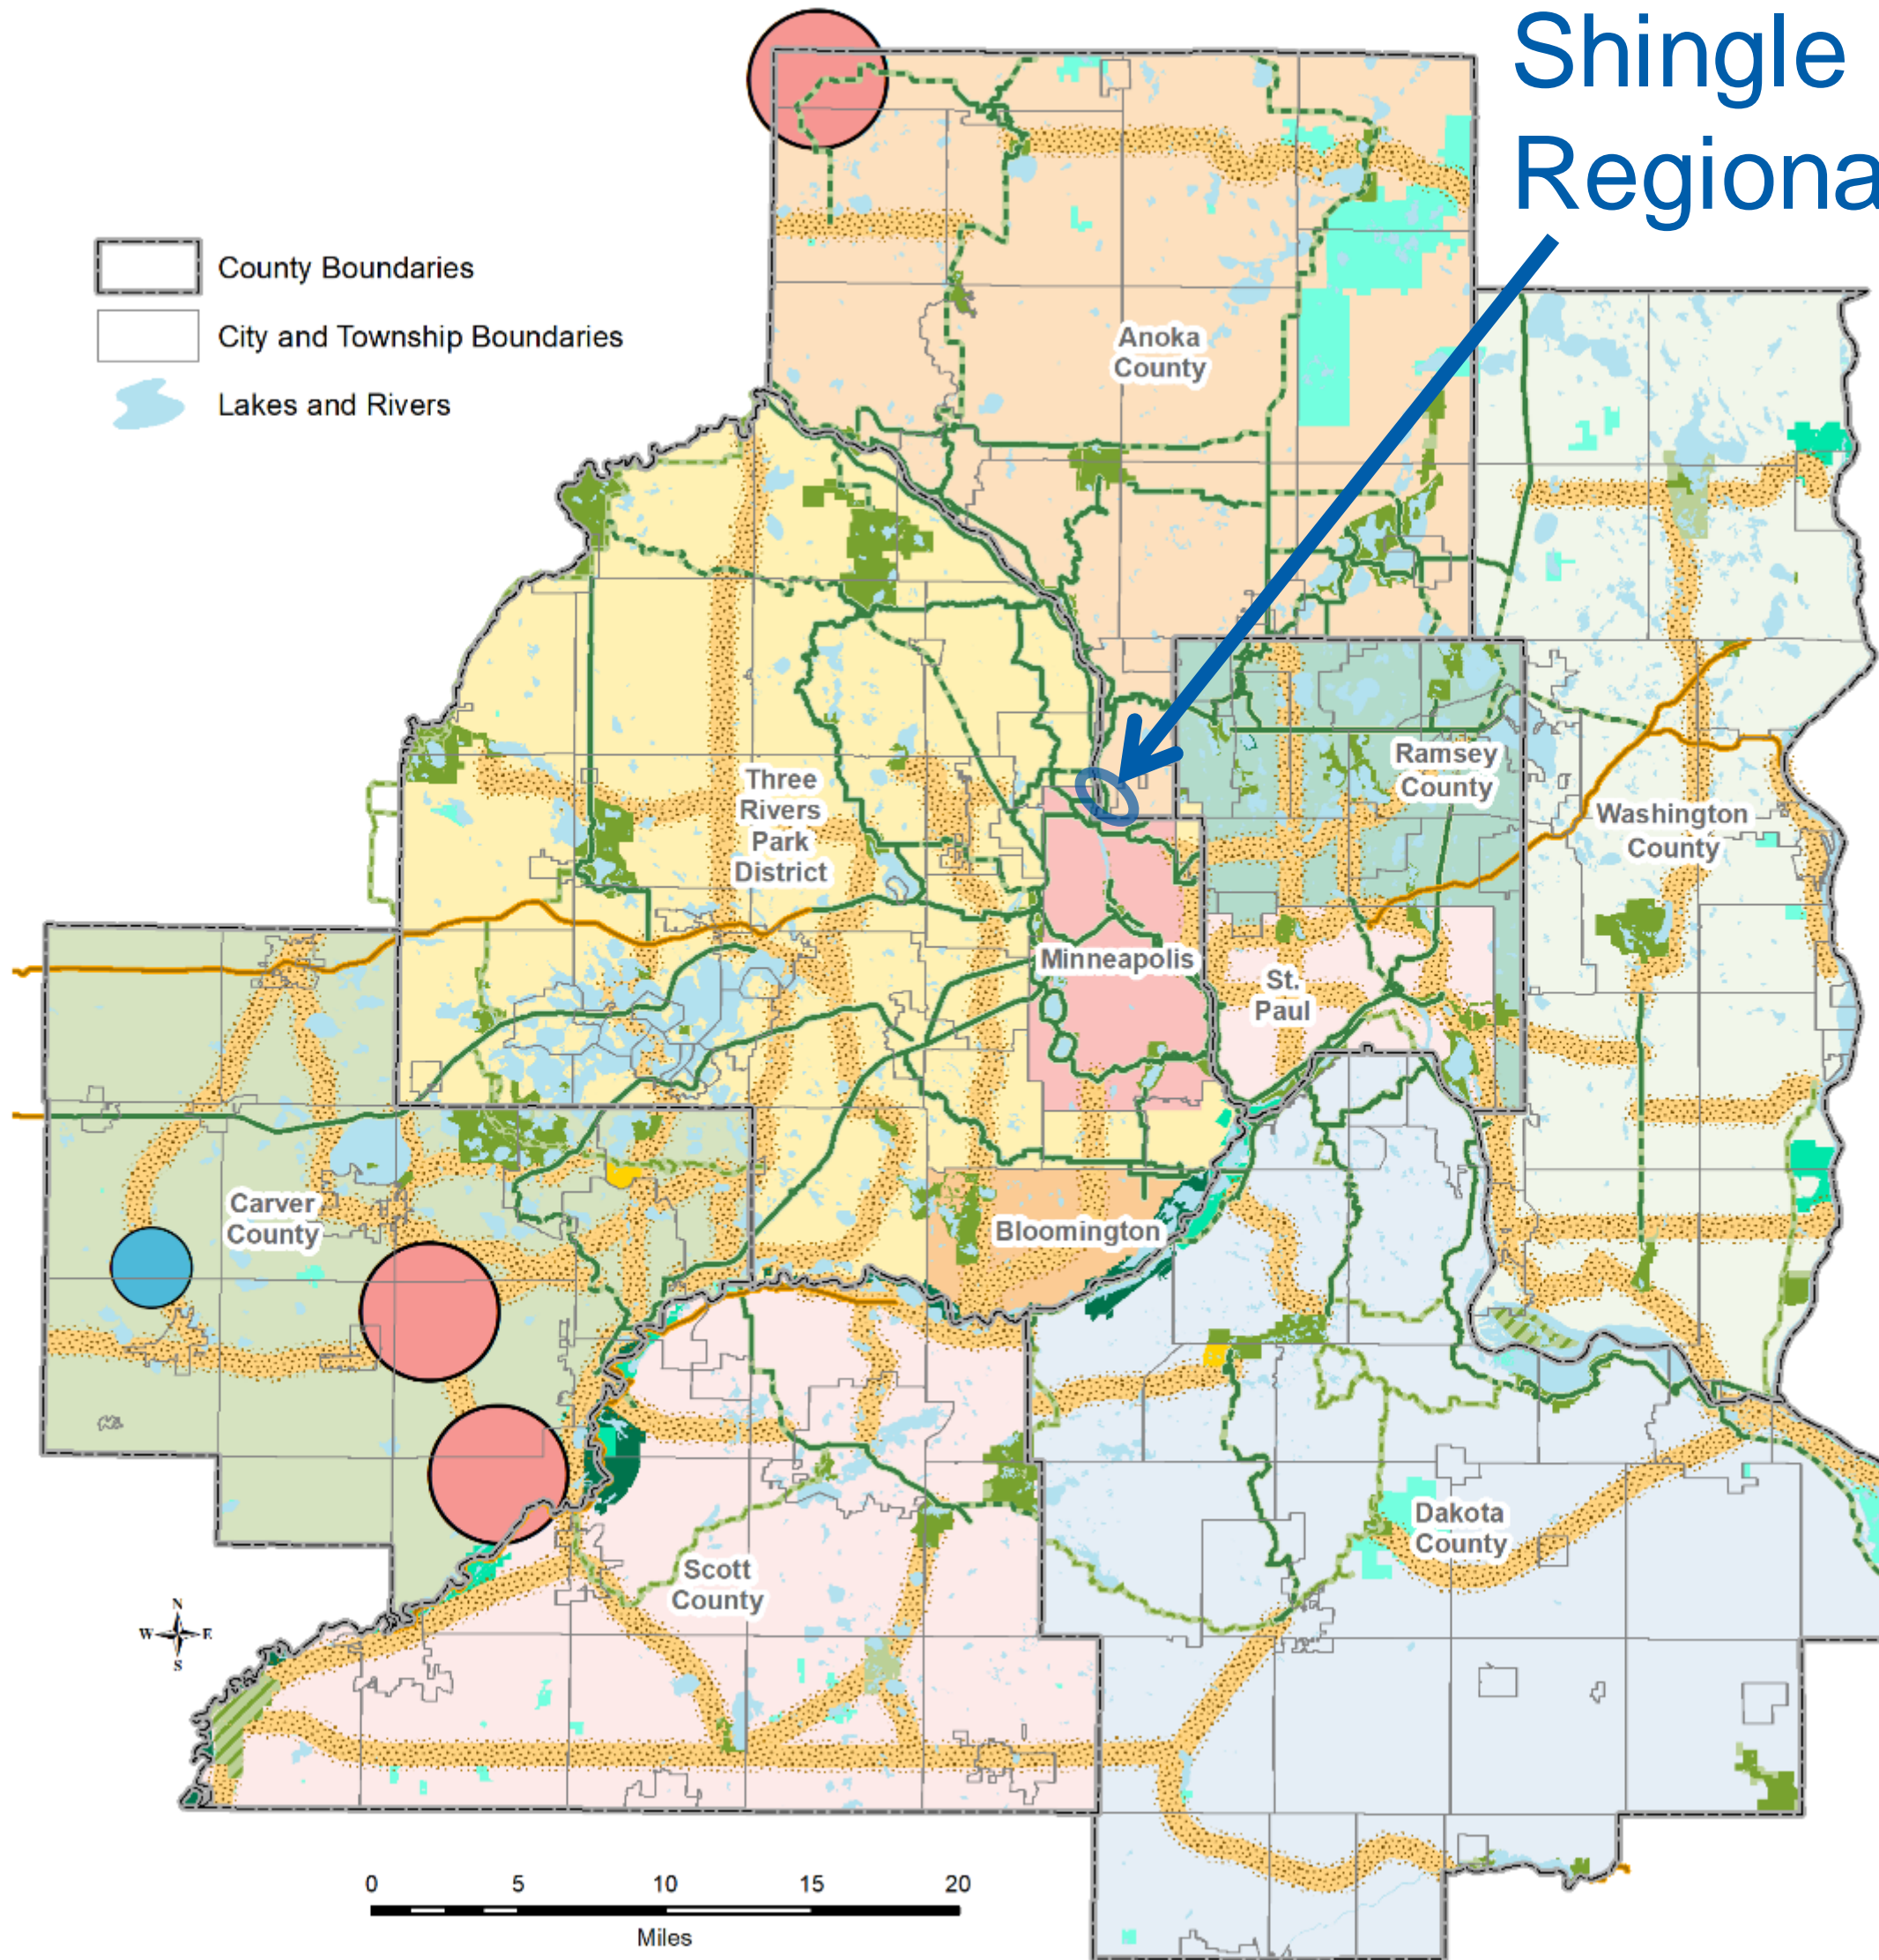 Shingle
Regiona
County Boundaries
City and Township Boundaries
Lakes and Rivers
Anoka
County
Three
Rivers
Park
District
Ramsey
County
Washington
County
Minneapolis
St.
Paul
Carver
County
Bloomington
Dakota
County
Scott
County
N
W E
S
0 5 10 15 20
Miles